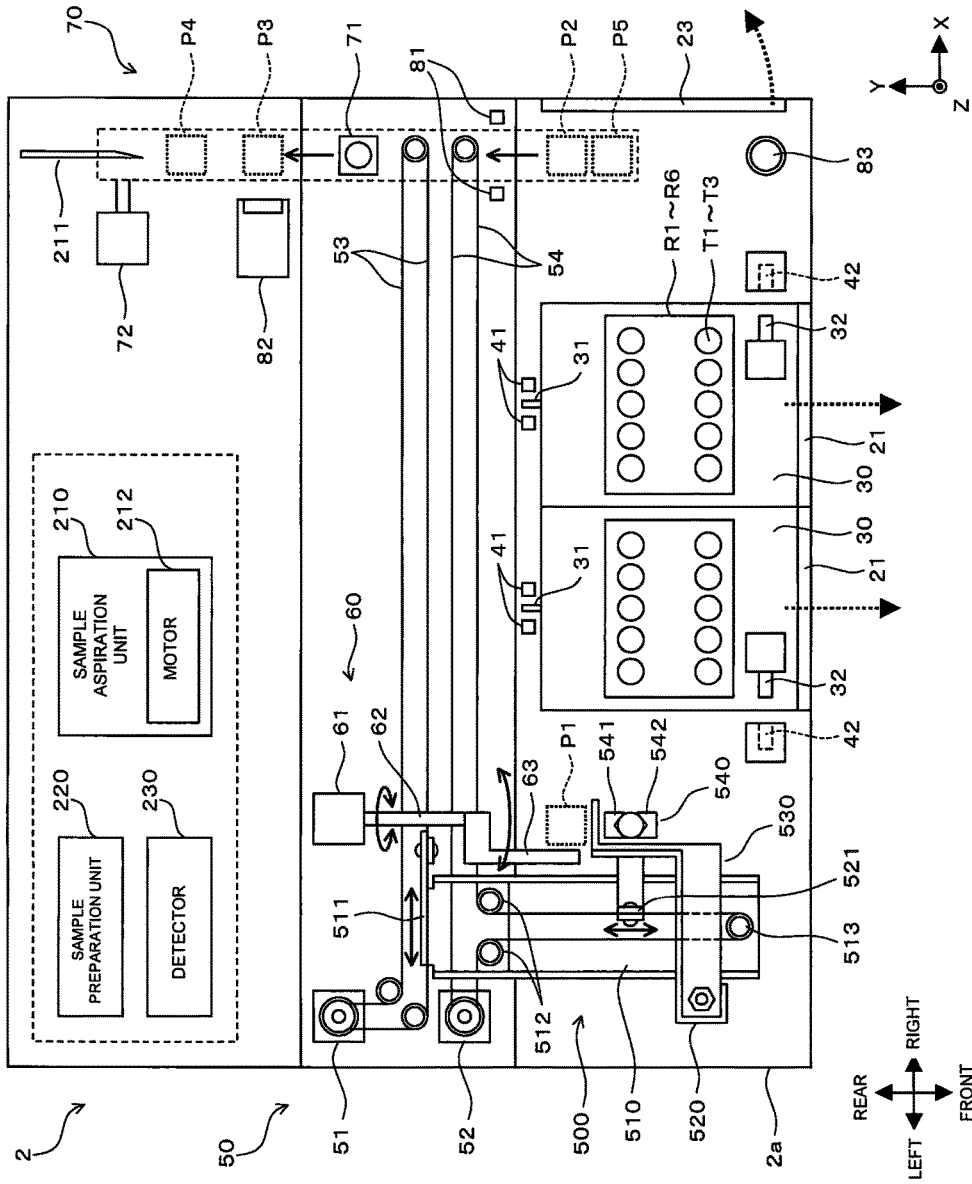 2
50
51
52
500
510
520
2a
512
513
220
SAMPLE
PREPARATION UNIT
230
DETECTOR
210
SAMPLE
ASPIRATION
UNIT
212
MOTOR
61
62
60
511
63
P1
541
542
540
530
521
53
54
41
31
41
31
42
32
32
42
30
21
30
21
R1~R6
T1~T3
72
82
211
70
P4
P3
71
81
P2
P5
23
83
Y
X
Z
REAR
LEFT
RIGHT
FRONT